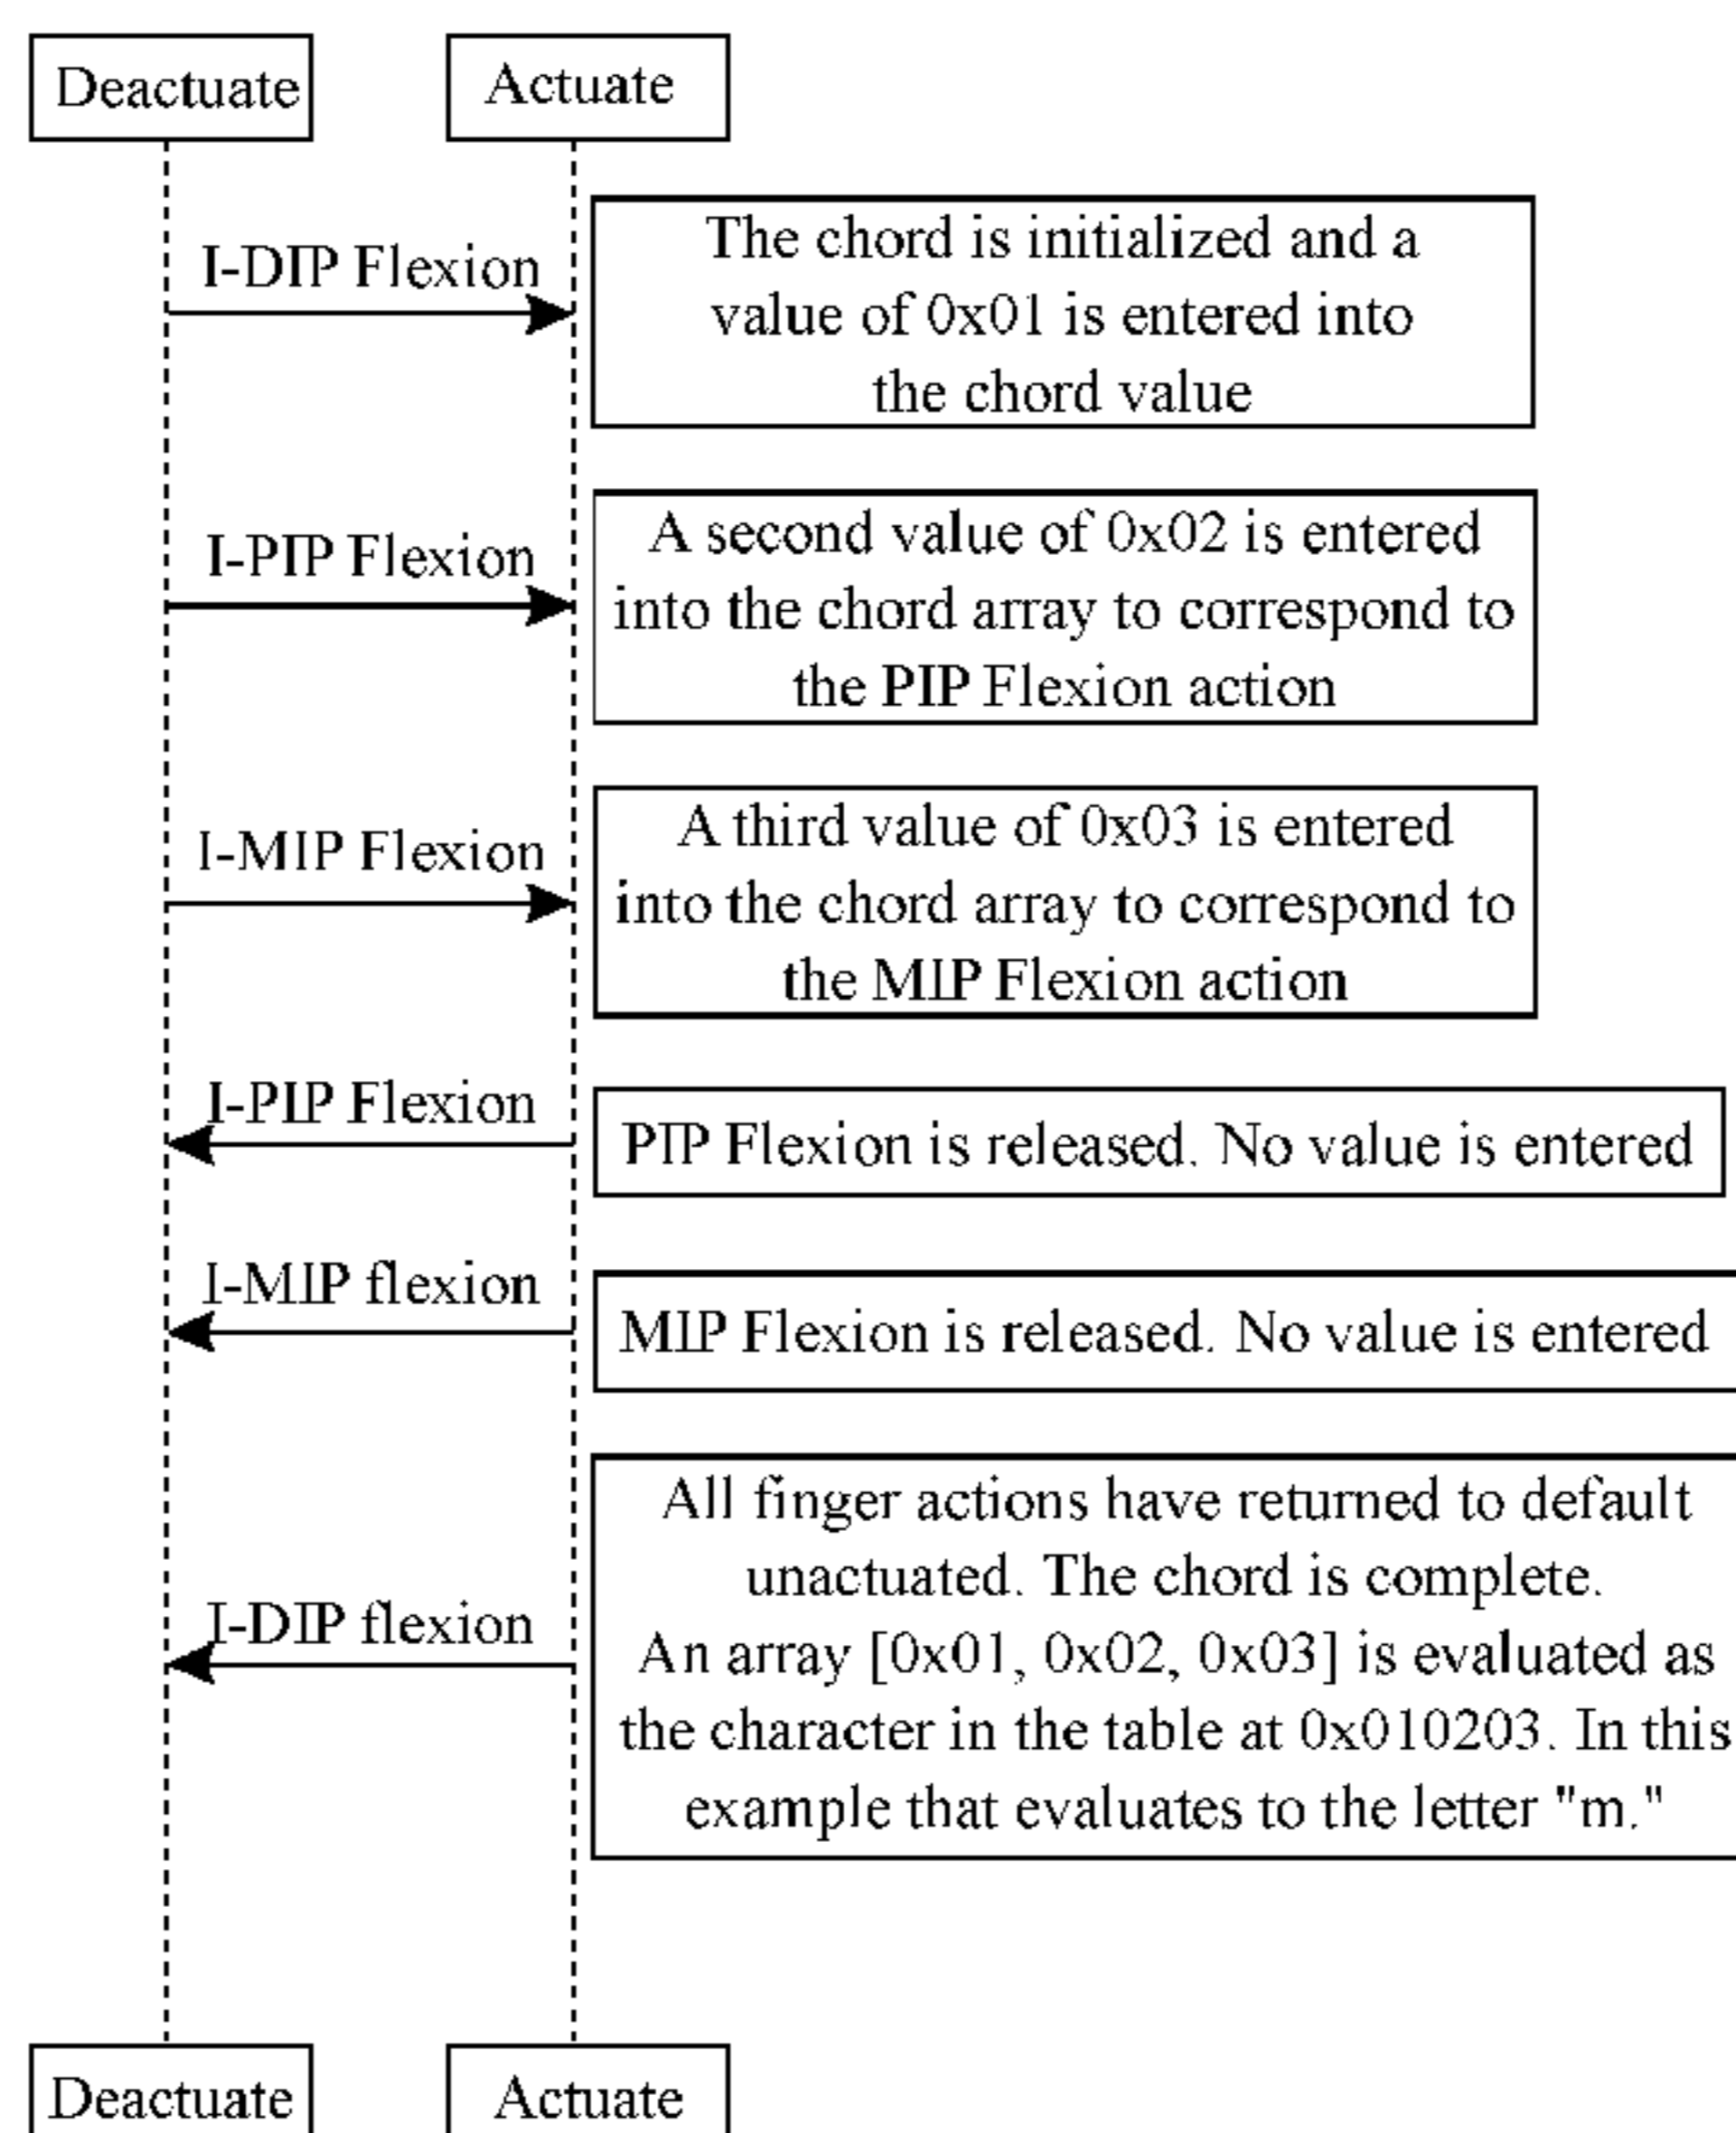 Deactuate
Actuate
I-DIP Flexion
The chord is initialized and a
value of 0x01 is entered into
the chord value
I-PIP Flexion
A second value of 0x02 is entered
into the chord array to correspond to
the PIP Flexion action
I-MIP Flexion
A third value of 0x03 is entered
into the chord array to correspond to
the MIP Flexion action
I-PIP Flexion
PIP Flexion is released. No value is entered
I-MIP flexion
MIP Flexion is released. No value is entered
I-DIP flexion
All finger actions have returned to default
unactuated. The chord is complete.
An array [0x01, 0x02, 0x03] is evaluated as
the character in the table at 0x010203. In this
example that evaluates to the letter "m."
Deactuate
Actuate